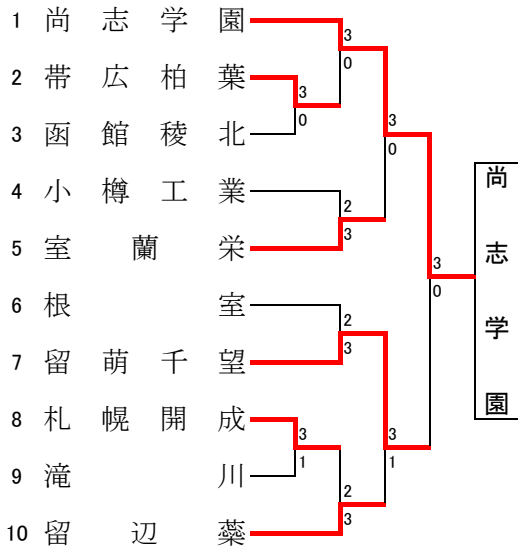 1 尚志学園
2 帯広柏葉
3 函館稜北
4 小樽工業
5 室蘭栄
6 根室
7 留萌千望
8 札幌開成
9 滝川
10 留辺蘂
3
0
3
0
2
3
2
3
3
1
2
3
3
0
3
1
3
0
尚志学園